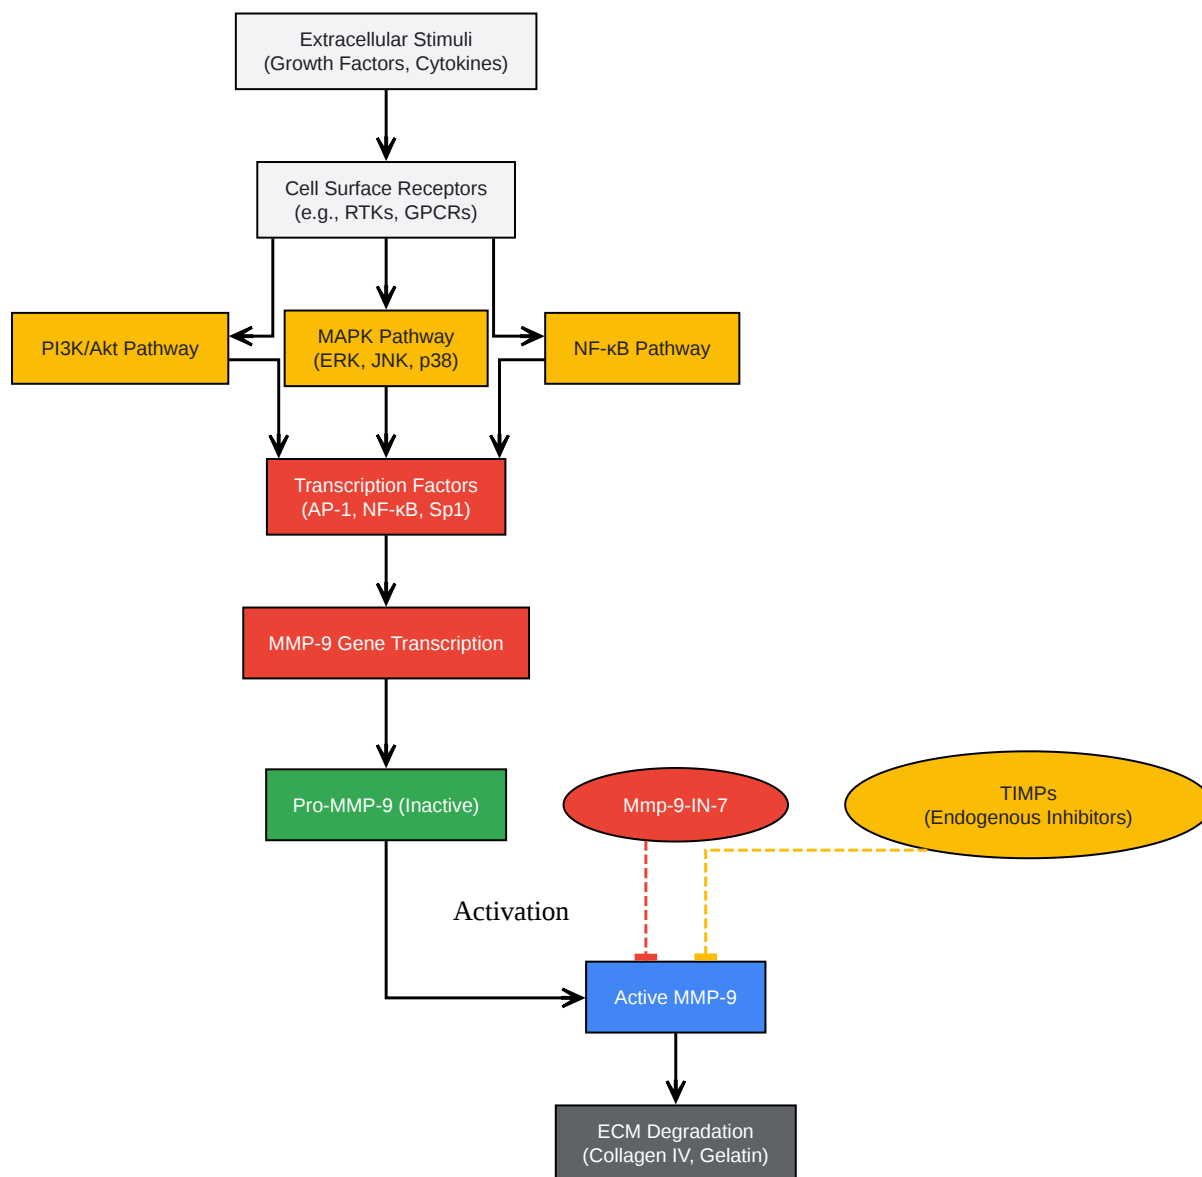 Extracellular Stimuli
(Growth Factors, Cytokines)
Cell Surface Receptors
(e.g., RTKs, GPCRs)
PI3K/Akt Pathway
MAPK Pathway
(ERK, JNK, p38)
NF-κB Pathway
Transcription Factors
(AP-1, NF-κB, Sp1)
MMP-9 Gene Transcription
Pro-MMP-9 (Inactive)
Mmp-9-IN-7
TIMPs
(Endogenous Inhibitors)
Activation
Active MMP-9
ECM Degradation
(Collagen IV, Gelatin)